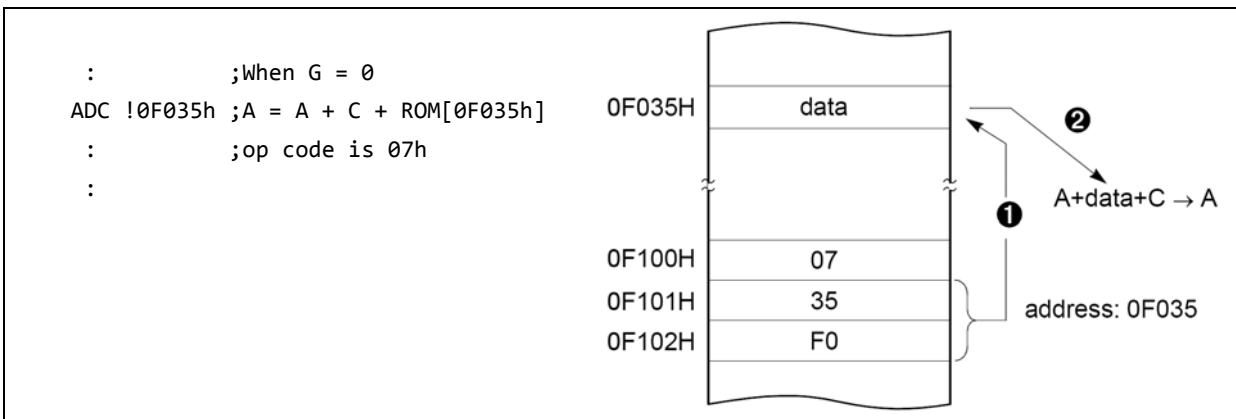 : ;When G = 0
ADC !0F035h ;A = A + C + ROM[0F035h]
: ;op code is 07h
:
0F035H data
❷
A+data+C → A
❶
0F100H 07
0F101H 35
address: 0F035
0F102H F0